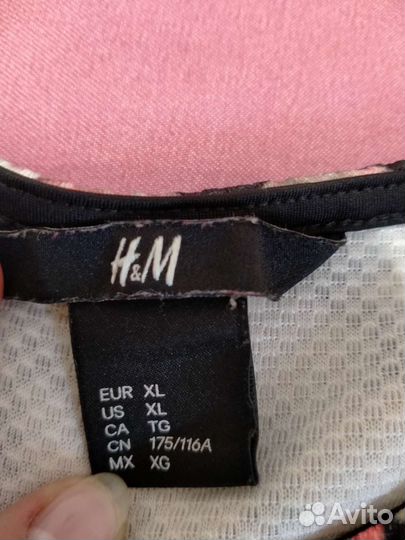 H&M
EUR XL
US XL
CA TG
CN 175/116A
MX XG
Avito